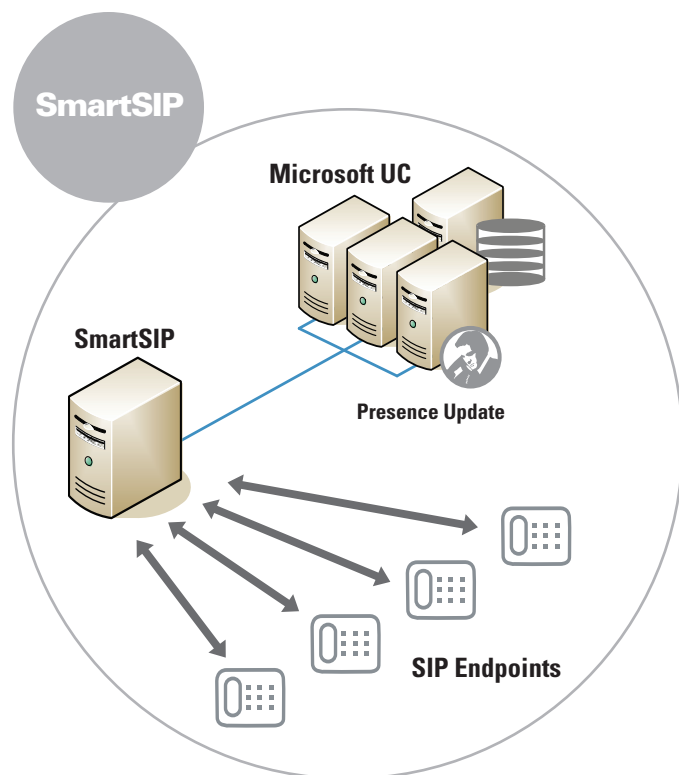 SmartSIP
Microsoft UC
SmartSIP
Presence Update
SIP Endpoints